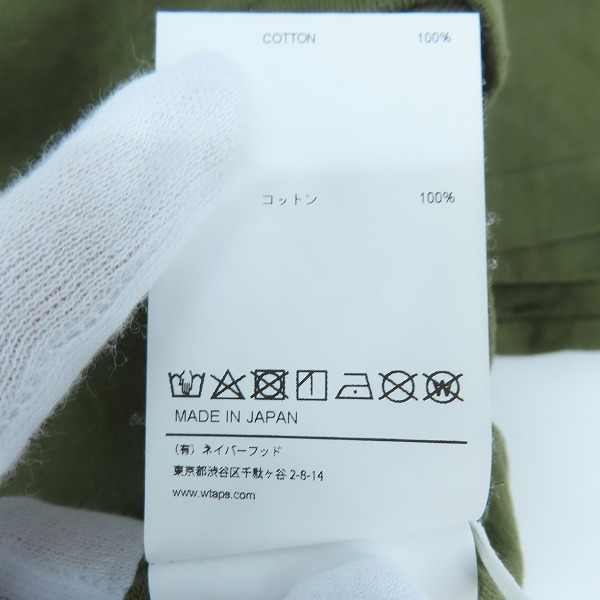 COTTON 100%
コットン 100%
W
MADE IN JAPAN
(有) ネイバーフッド
東京都渋谷区千駄ヶ谷 2-8-14
www.wtaps.com